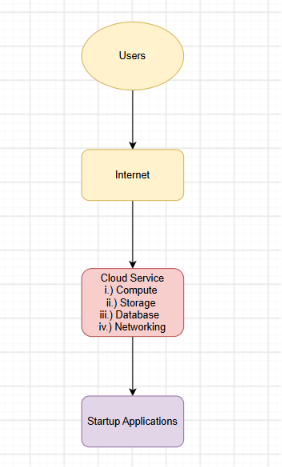 Users
Internet
Cloud Service
i.) Compute
ii.) Storage
iii.) Database
iv.) Networking
Startup Applications